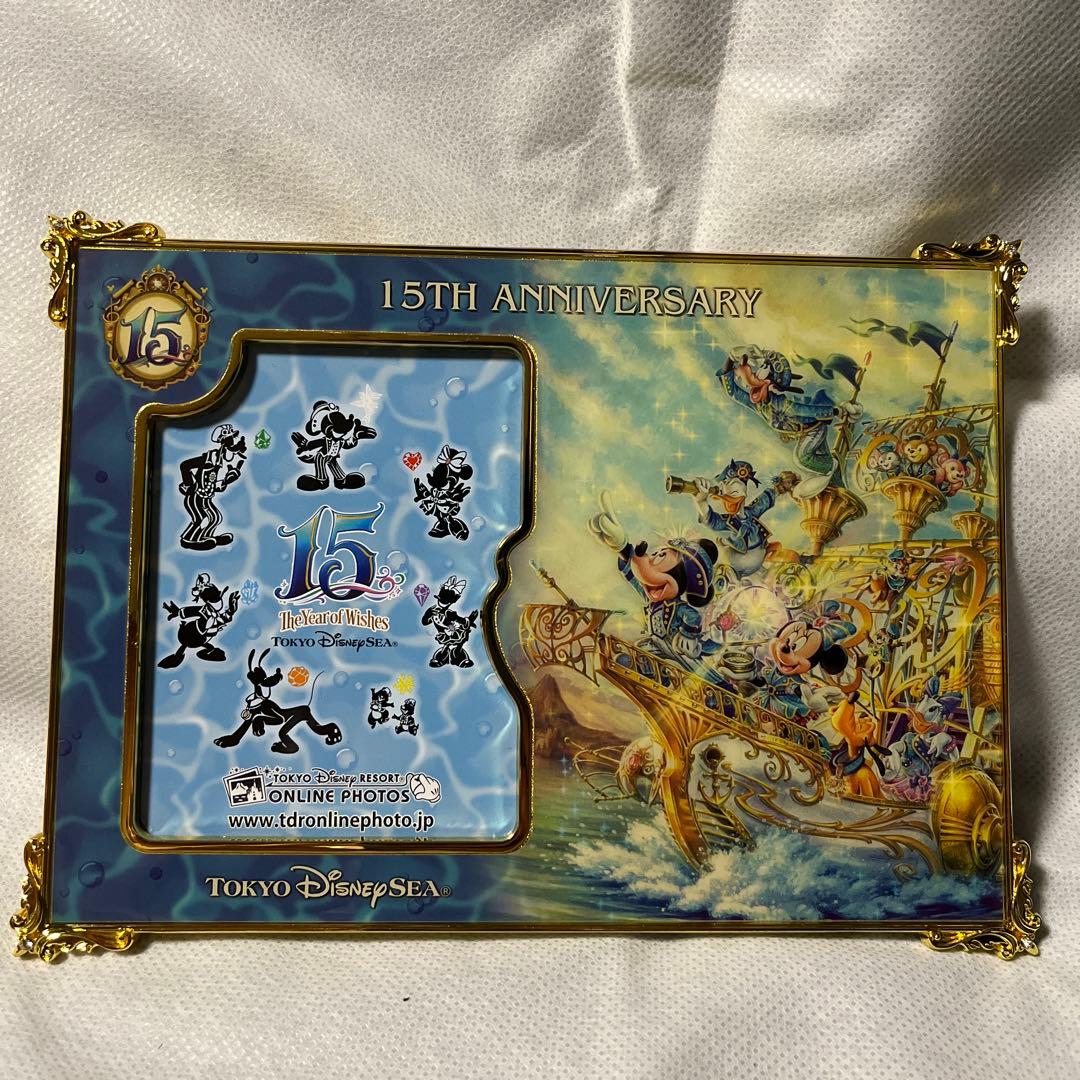 15TH ANNIVERSARY
15
15
The Year of Wishes
TOKYO DISNEYSEA®
TOKYO DISNEY RESORT®
ONLINE PHOTOS
www.tdronlinephoto.jp
TOKYO DISNEYSEA®